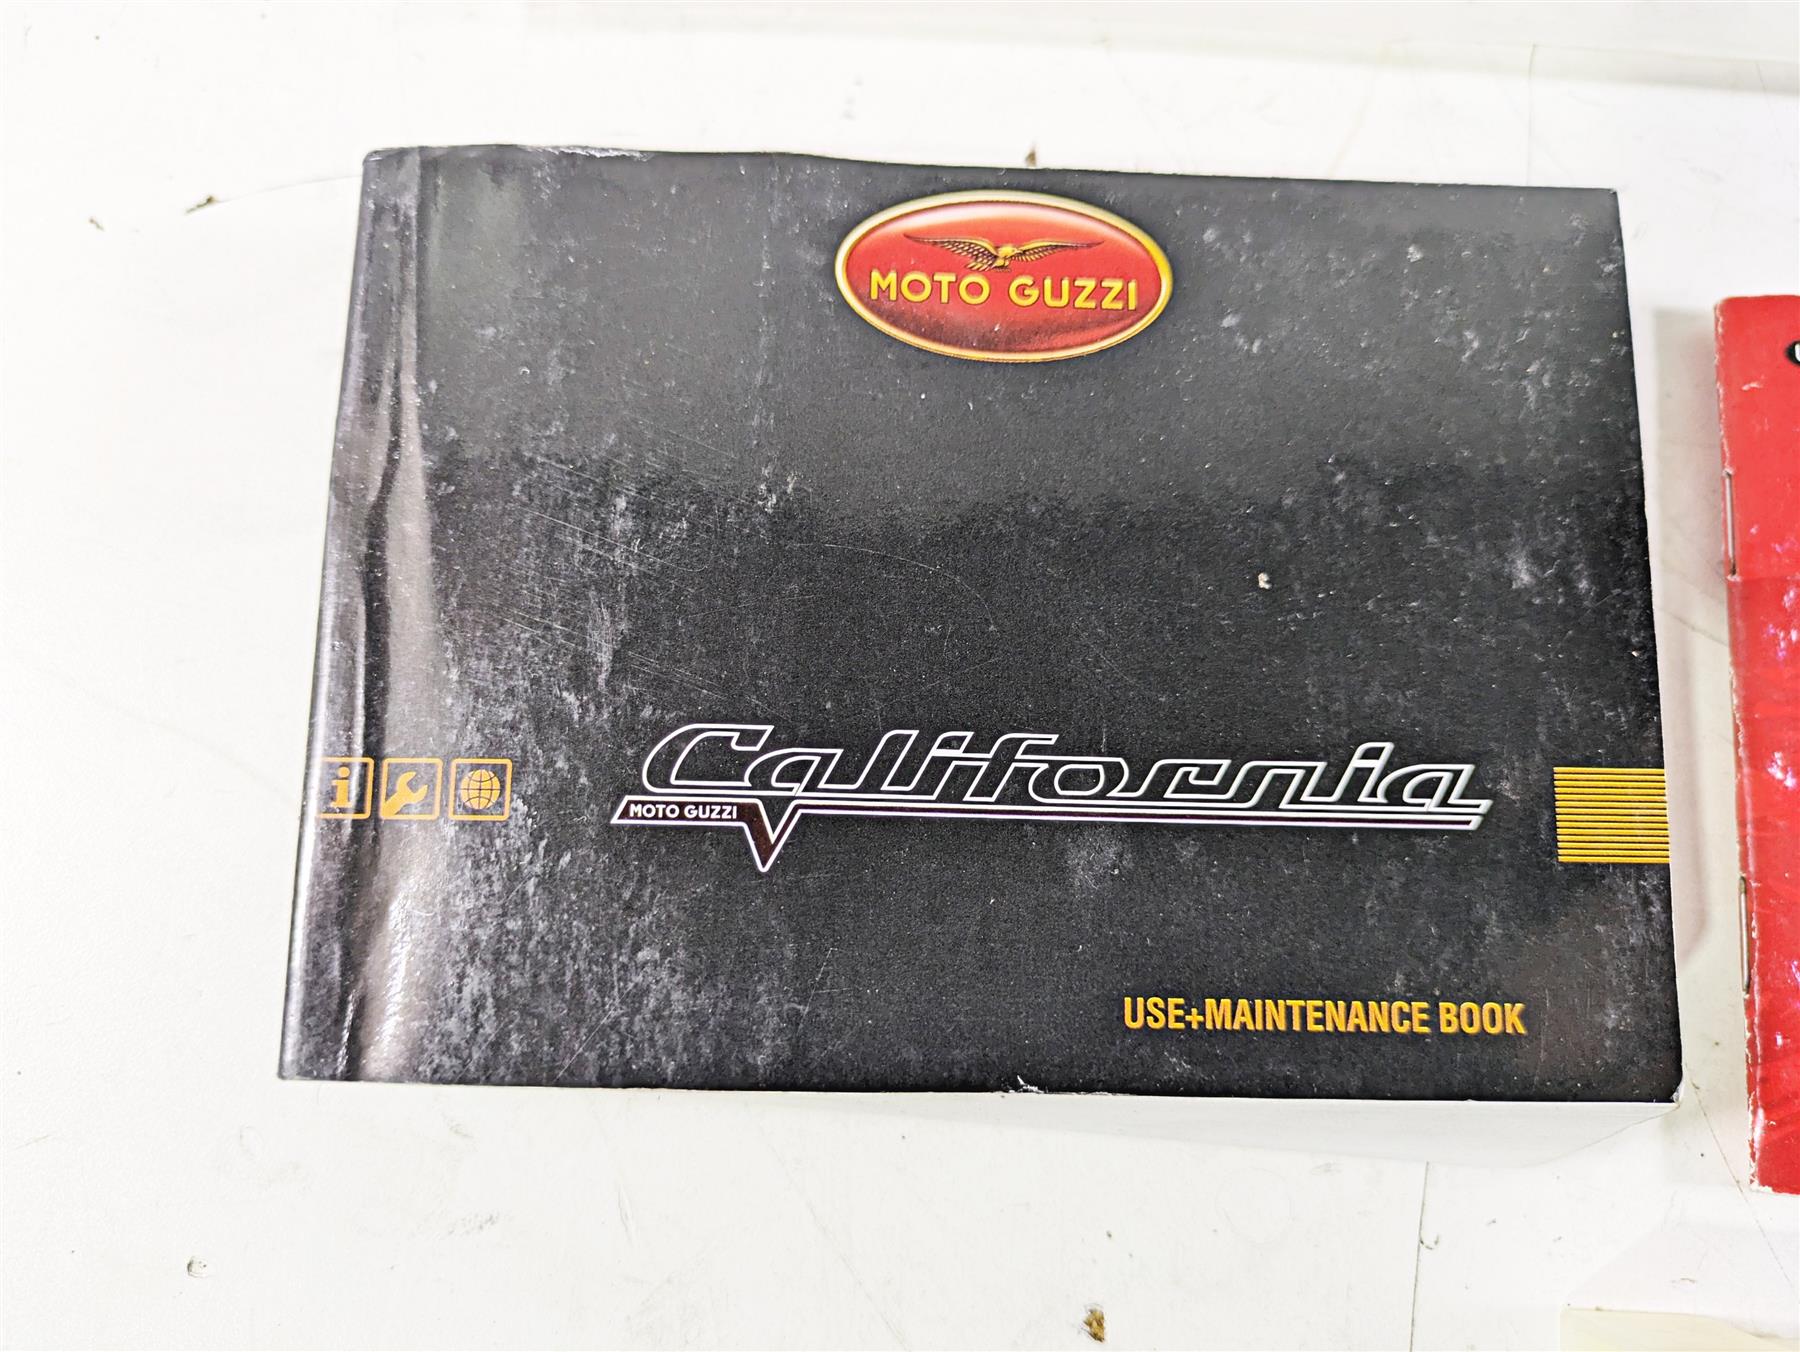 MOTO GUZZI
California
MOTO GUZZI
USE+MAINTENANCE BOOK